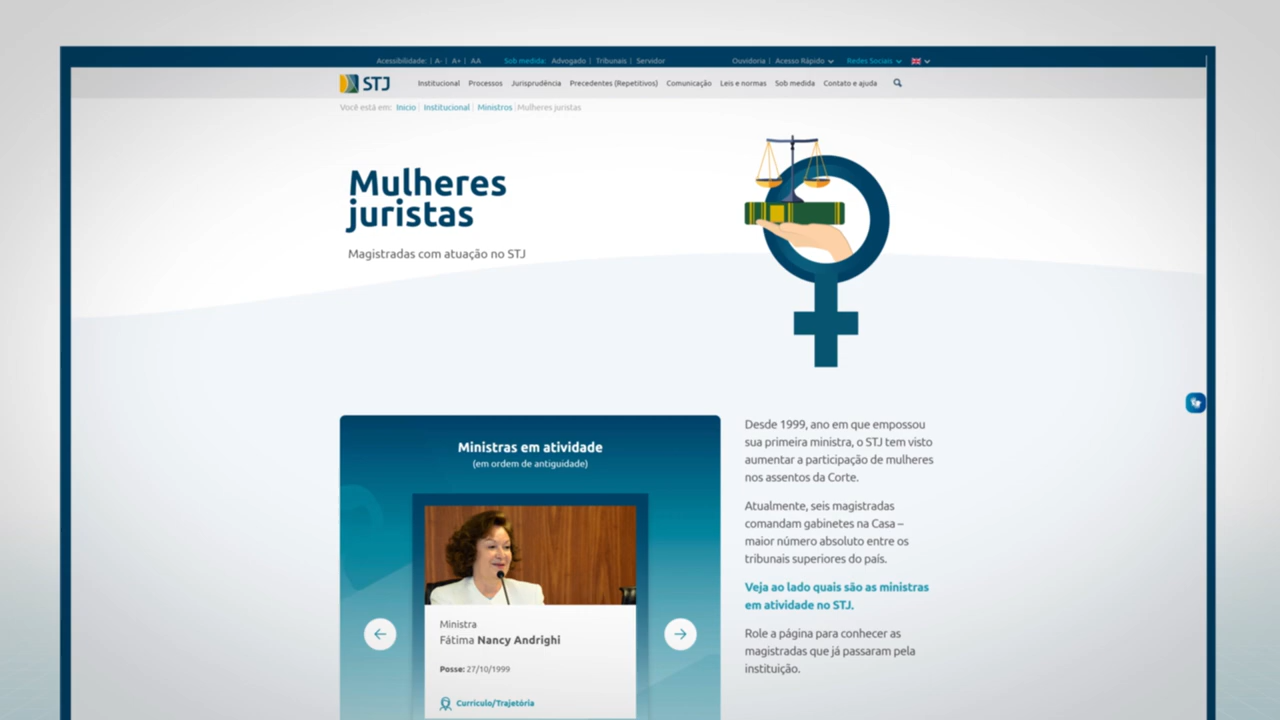 Acessibilidade: | A- | A+ | AA Sob medida: Advogado | Tribunais | Servidor Ouvidoria | Acesso Rápido Redes Sociais
STJ Institucional Processos Jurisprudência Precedentes (Repetitivos) Comunicação Leis e normas Sob medida Contato e ajuda
Você está em: Início | Institucional | Ministros | Mulheres juristas
Mulheres
juristas
Magistradas com atuação no STJ
Ministras em atividade
(em ordem de antiguidade)
Ministra
Fátima Nancy Andrighi
Posse: 27/10/1999
Currículo/Trajetória
Desde 1999, ano em que empossou
sua primeira ministra, o STJ tem visto
aumentar a participação de mulheres
nos assentos da Corte.
Atualmente, seis magistradas
comandam gabinetes na Casa –
maior número absoluto entre os
tribunais superiores do país.
Veja ao lado quais são as ministras
em atividade no STJ.
Role a página para conhecer as
magistradas que já passaram pela
instituição.